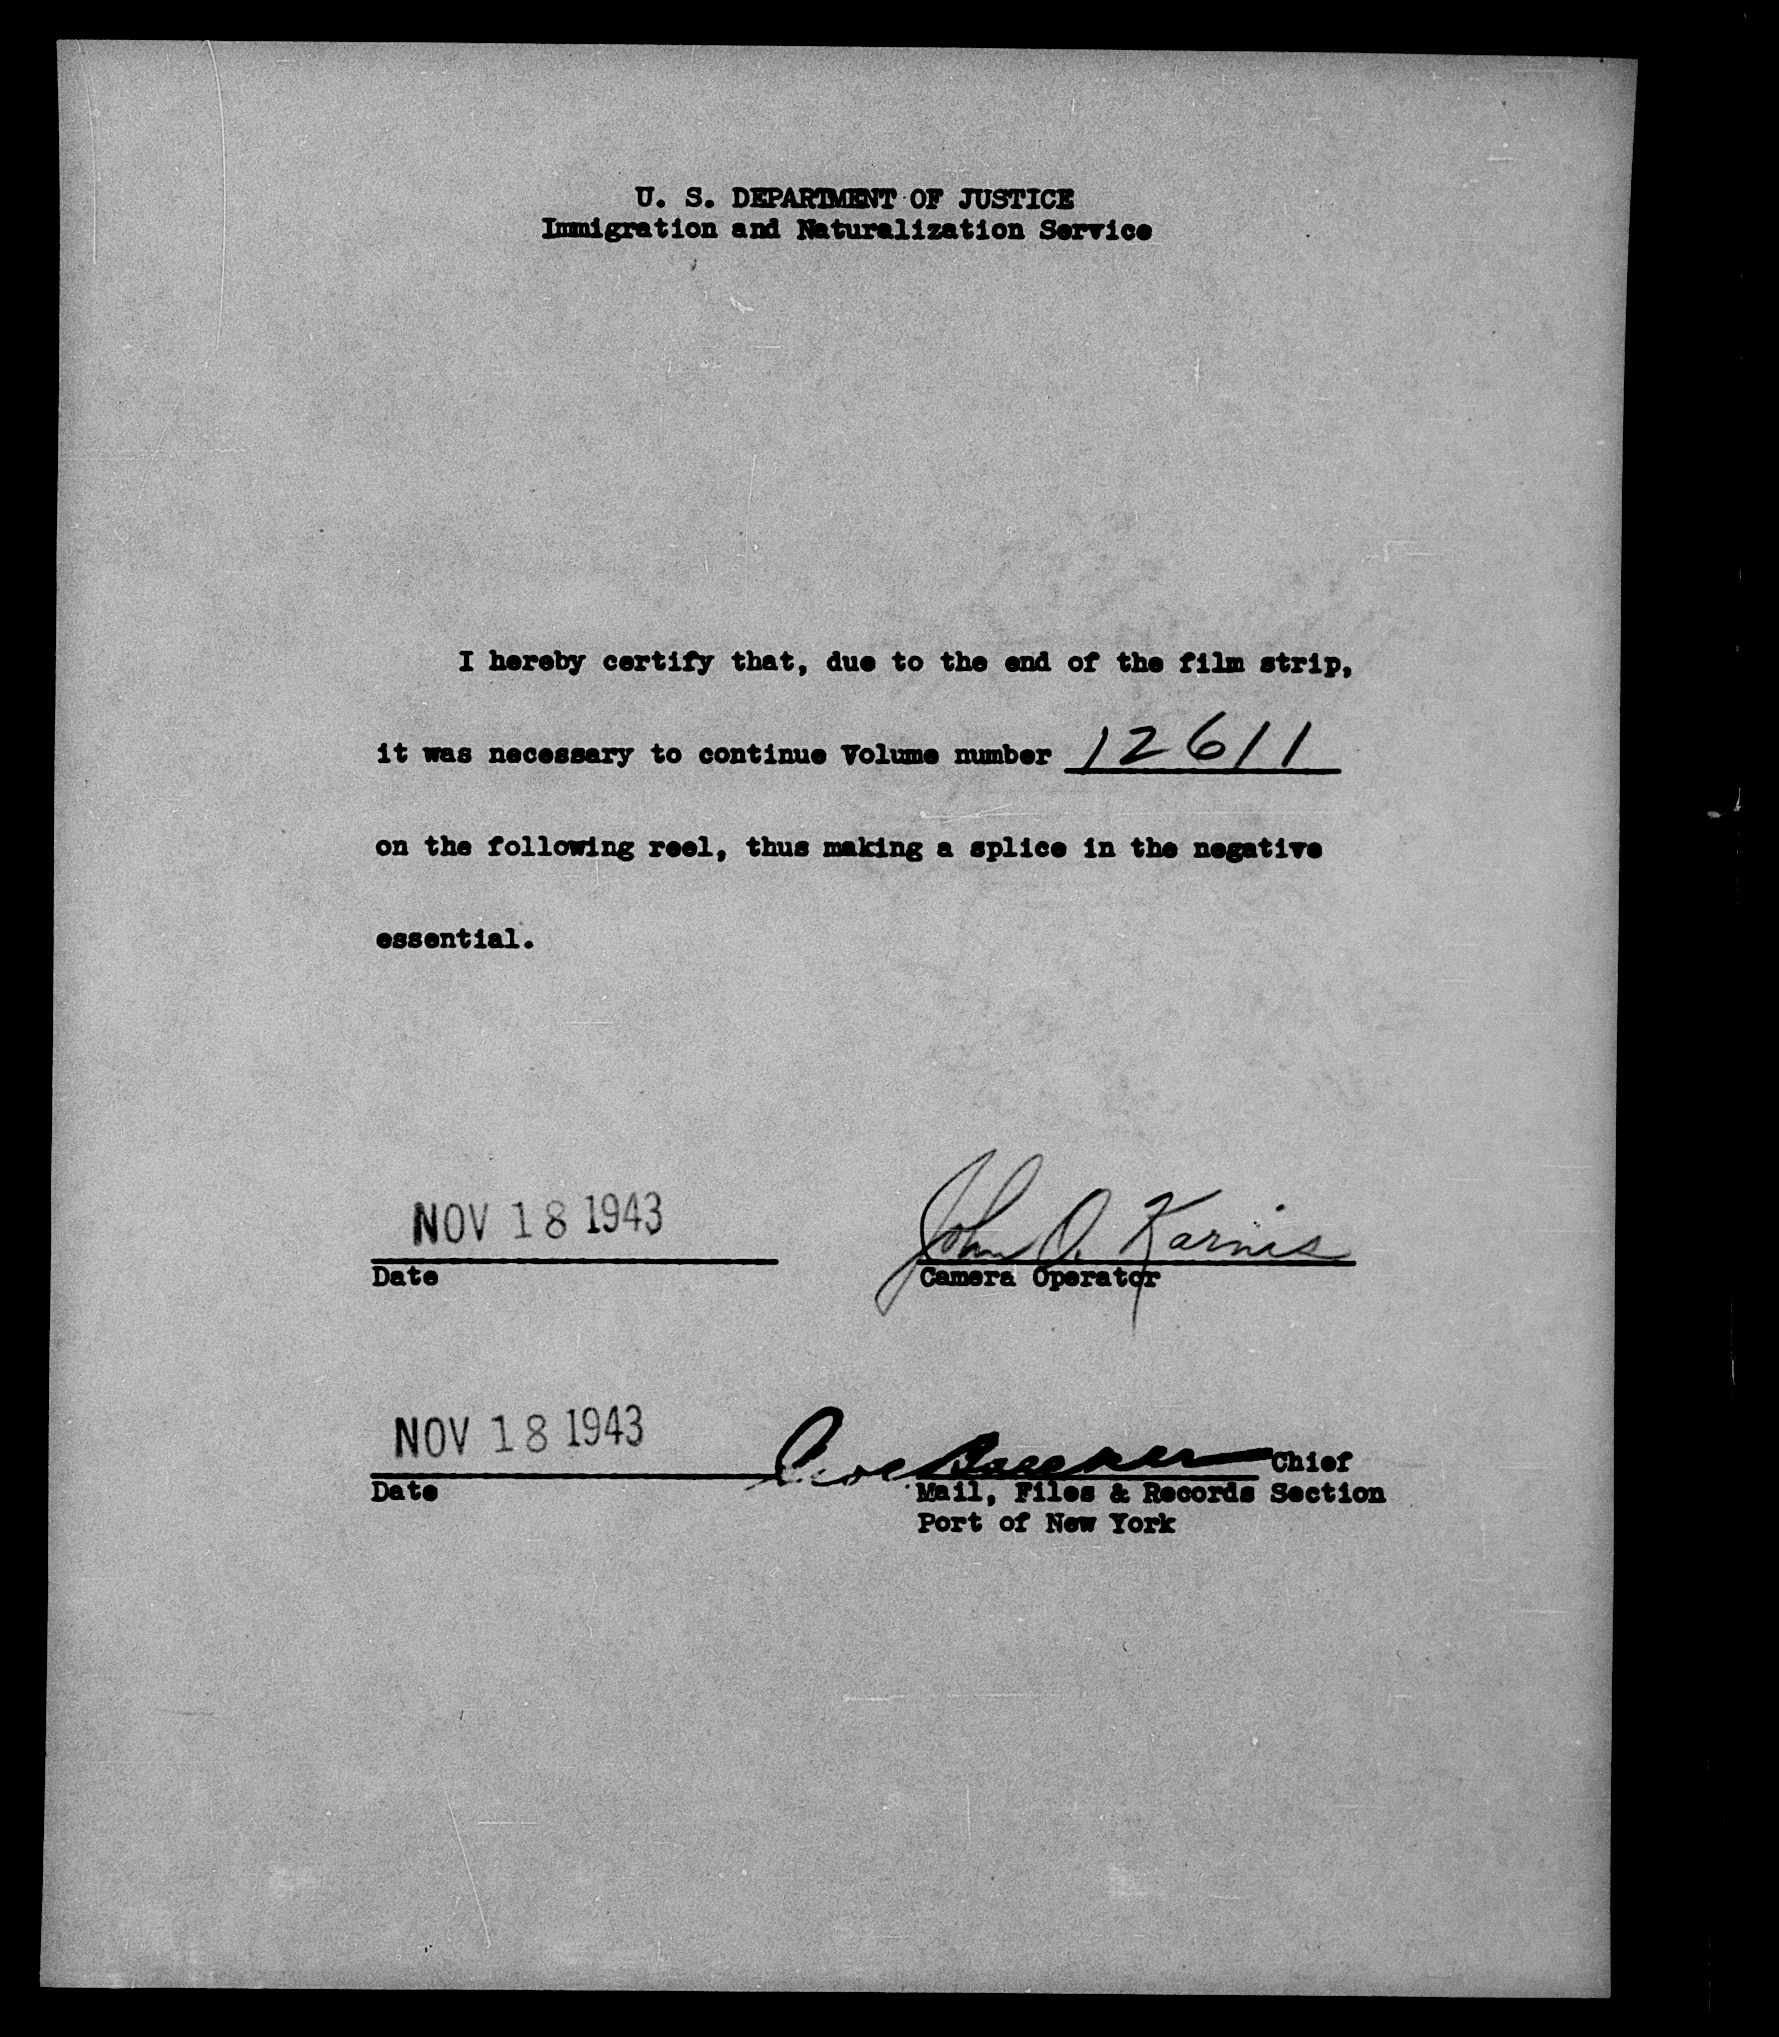 U. S. DEPARTMENT OF JUSTICE
Immigration and Naturalization Service
I hereby certify that, due to the end of the film strip,
it was necessary to continue Volume number 12611
on the following reel, thus making a splice in the negative
essential.
NOV 18 1943 John O. Karnis
Date Camera Operator
NOV 18 1943 Chief
Date Mail, Files & Records Section
Port of New York